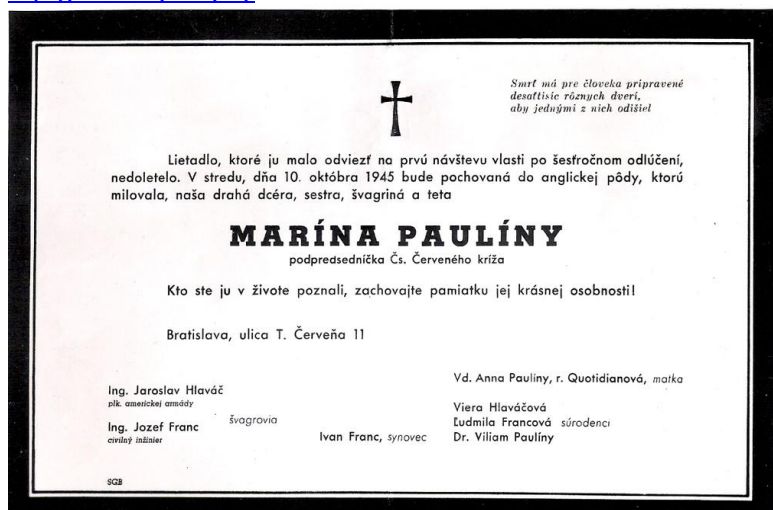 Smrť má pre človeka pripravené
desaťtisíc rôznych dverí,
aby jednými z nich odišiel
Lietadlo, ktoré ju malo odviezť na prvú návštevu vlasti po šesťročnom odlúčení,
nedoletelo. V stredu, dňa 10. októbra 1945 bude pochovaná do anglickej pôdy, ktorú
milovala, naša drahá dcéra, sestra, švagriná a teta
MARÍNA PAULÍNY
podpredsedníčka Čs. Červeného kríža
Kto ste ju v živote poznali, zachovajte pamiatku jej krásnej osobnosti!
Bratislava, ulica T. Červeňa 11
Ing. Jaroslav Hlaváč
plk. americkej armády
Ing. Jozef Franc
civilný inžinier
švagrovia
Ivan Franc, synovec
Vd. Anna Paulíny, r. Quotidianová, matka
Viera Hlaváčová
Ľudmila Francová súrodenci
Dr. Viliam Paulíny
SGB